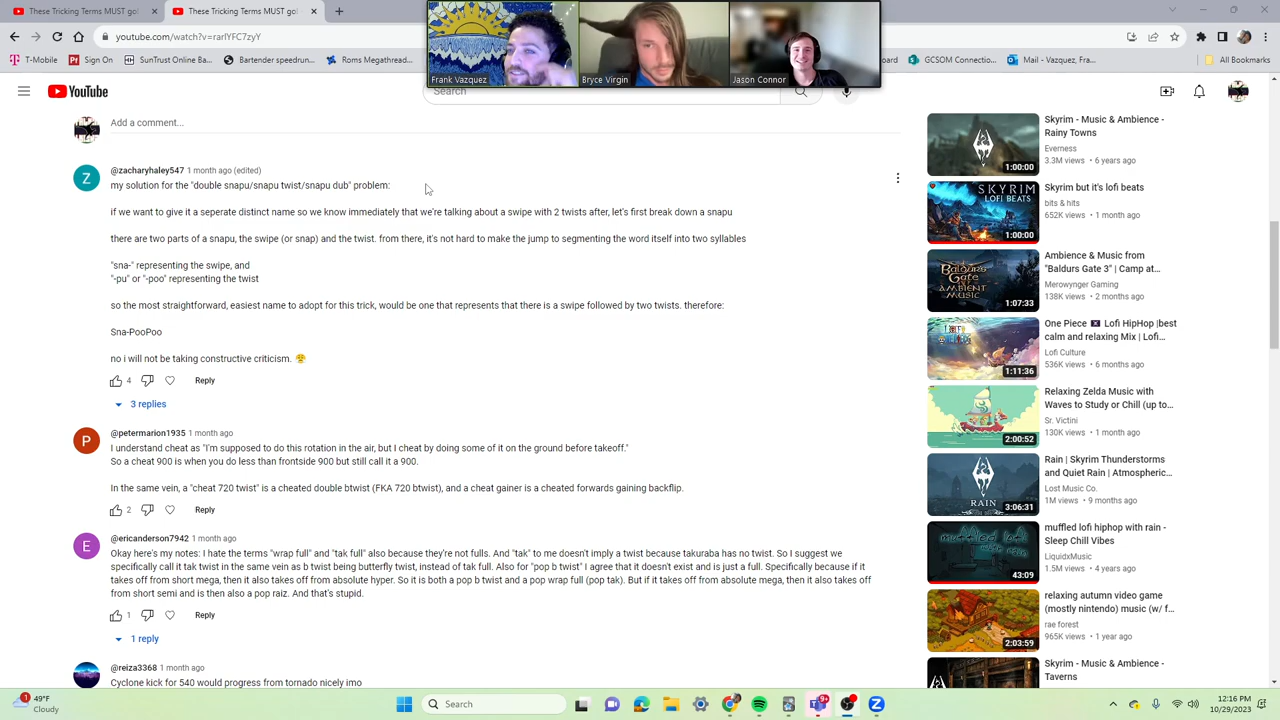 These Tricking Terms MUST go!
These Tricking Terms MUST go!
youtube.com/watch?v=rarlYFC7zyY
T-Mobile
Sign In
SunTrust Online Ba...
Bartender speedrun...
Roms Megathread...
GCSOM Connectio...
Mail - Vazquez, Fran...
All Bookmarks
Frank Vazquez
Bryce Virgin
Jason Connor
YouTube
Search
Add a comment...
@zacharyhaley547 1 month ago (edited)
my solution for the "double snapu/snapu twist/snapu dub" problem:
if we want to give it a seperate distinct name so we know immediately that we're talking about a swipe with 2 twists after, let's first break down a snapu
there are two parts of a snapu, the swipe (or snap) and the twist. from there, it's not hard to make the jump to segmenting the word itself into two syllables
"sna-" representing the swipe, and
"-pu" or "-poo" representing the twist
so the most straightforward, easiest name to adopt for this trick, would be one that represents that there is a swipe followed by two twists. therefore:
Sna-PooPoo
no i will not be taking constructive criticism. 😤
4
Reply
3 replies
@petermarion1935 1 month ago
I understand cheat as "I'm suppsed to do this rotation in the air, but I cheat by doing some of it on the ground before takeoff."
So a cheat 900 is when you do less than frontside 900 but still call it a 900.
In the same vein, a "cheat 720 twist" is a cheated double btwist (FKA 720 btwist), and a cheat gainer is a cheated forwards gaining backflip.
2
Reply
@ericanderson7942 1 month ago
Okay here's my notes: I hate the terms "wrap full" and "tak full" also because they're not fulls. And "tak" to me doesn't imply a twist because takuraba has no twist. So I suggest we
specifically call it tak twist in the same vein as b twist being butterfly twist, instead of tak full. Also for "pop b twist" I agree that it doesn't exist and is just a full. Specifically because if it
takes off from short mega, then it also takes off from absolute hyper. So it is both a pop b twist and a pop wrap full (pop tak). But if it takes off from absolute mega, then it also takes off
from short semi and is then also a pop raiz. And that's stupid.
1
Reply
1 reply
@reiza3368 1 month ago
Cyclone kick for 540 would progress from tornado nicely imo
Skyrim - Music & Ambience -
Rainy Towns
Everness
3.3M views • 6 years ago
1:00:00
Skyrim but it's lofi beats
bits & hits
652K views • 1 month ago
SKYRIM
LOFI BEATS
1:00:00
Ambience & Music from
"Baldurs Gate 3" | Camp at...
Merowynger Gaming
138K views • 2 months ago
BALDURS
GATE
AMBIENT
MUSIC
1:07:33
One Piece 🏴‍☠️ Lofi HipHop |best
calm and relaxing Mix | Lofi...
Lofi Culture
536K views • 6 months ago
1:11:36
Relaxing Zelda Music with
Waves to Study or Chill (up to...
Sr. Victini
130K views • 1 month ago
2:00:52
Rain | Skyrim Thunderstorms
and Quiet Rain | Atmospheric...
Lost Music Co.
1M views • 9 months ago
RAIN
3:06:31
muffled lofi hiphop with rain -
Sleep Chill Vibes
LiquidxMusic
1.5M views • 4 years ago
43:09
relaxing autumn video game
(mostly nintendo) music (w/ f...
rae forest
965K views • 1 year ago
2:03:59
Skyrim - Music & Ambience -
Taverns
1
49°F
Cloudy
Search
12:16 PM
10/29/2023